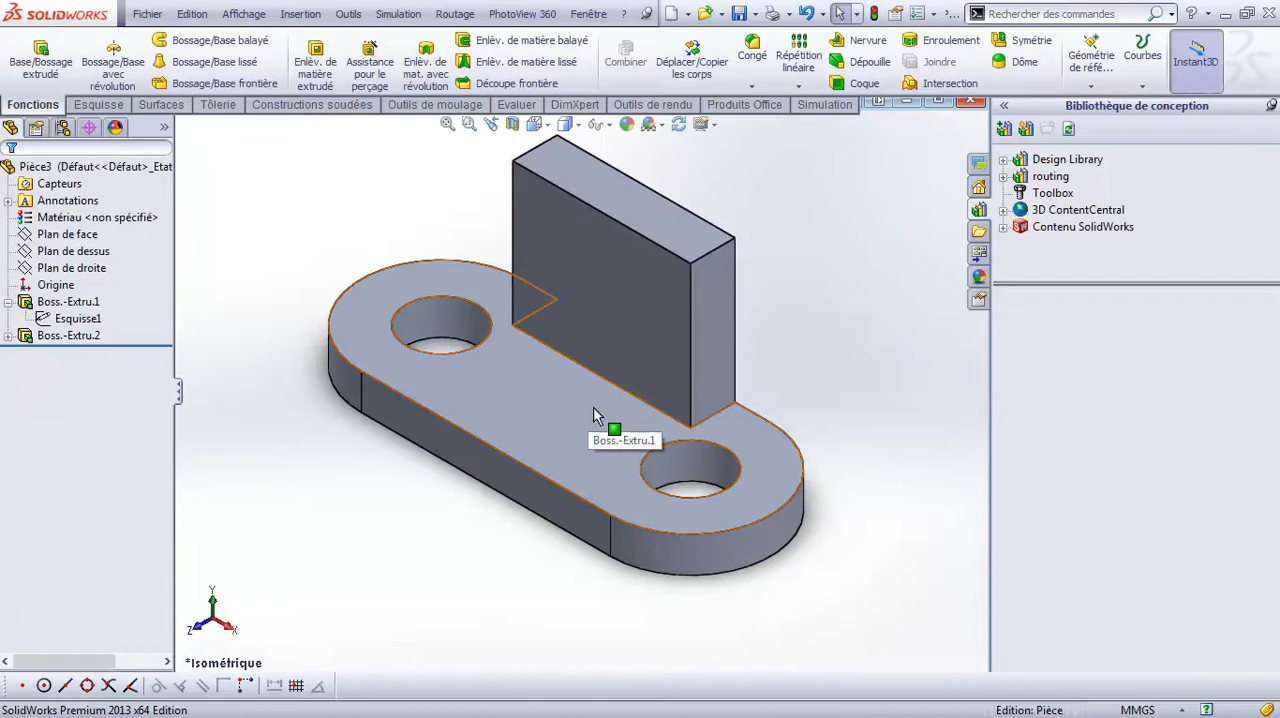 SOLIDWORKS Fichier Edition Affichage Insertion Outils Simulation Routage PhotoView 360 Fenêtre ? ... Rechercher des commandes
Base/Bossage extrudé
Bossage/Base avec révolution
Bossage/Base balayé
Bossage/Base lissé
Bossage/Base frontière
Enlèv. de matière extrudé
Assistance pour le perçage
Enlèv. de mat. avec révolution
Enlèv. de matière balayé
Enlèv. de matière lissé
Découpe frontière
Combiner
Déplacer/Copier les corps
Congé
Répétition linéaire
Nervure
Dépouille
Coque
Enroulement
Joindre
Intersection
Symétrie
Dôme
Géométrie de réfé...
Courbes
Instant3D
Fonctions Esquisse Surfaces Tôlerie Constructions soudées Outils de moulage Evaluer DimXpert Outils de rendu Produits Office Simulation
Pièce3 (Défaut<<Défaut>_Etat
Capteurs
Annotations
Matériau <non spécifié>
Plan de face
Plan de dessus
Plan de droite
Origine
Boss.-Extru.1
Esquisse1
Boss.-Extru.2
Boss.-Extru.1
Y
Z
X
*Isométrique
Bibliothèque de conception
Design Library
routing
Toolbox
3D ContentCentral
Contenu SolidWorks
SolidWorks Premium 2013 x64 Edition Edition: Pièce MMGS